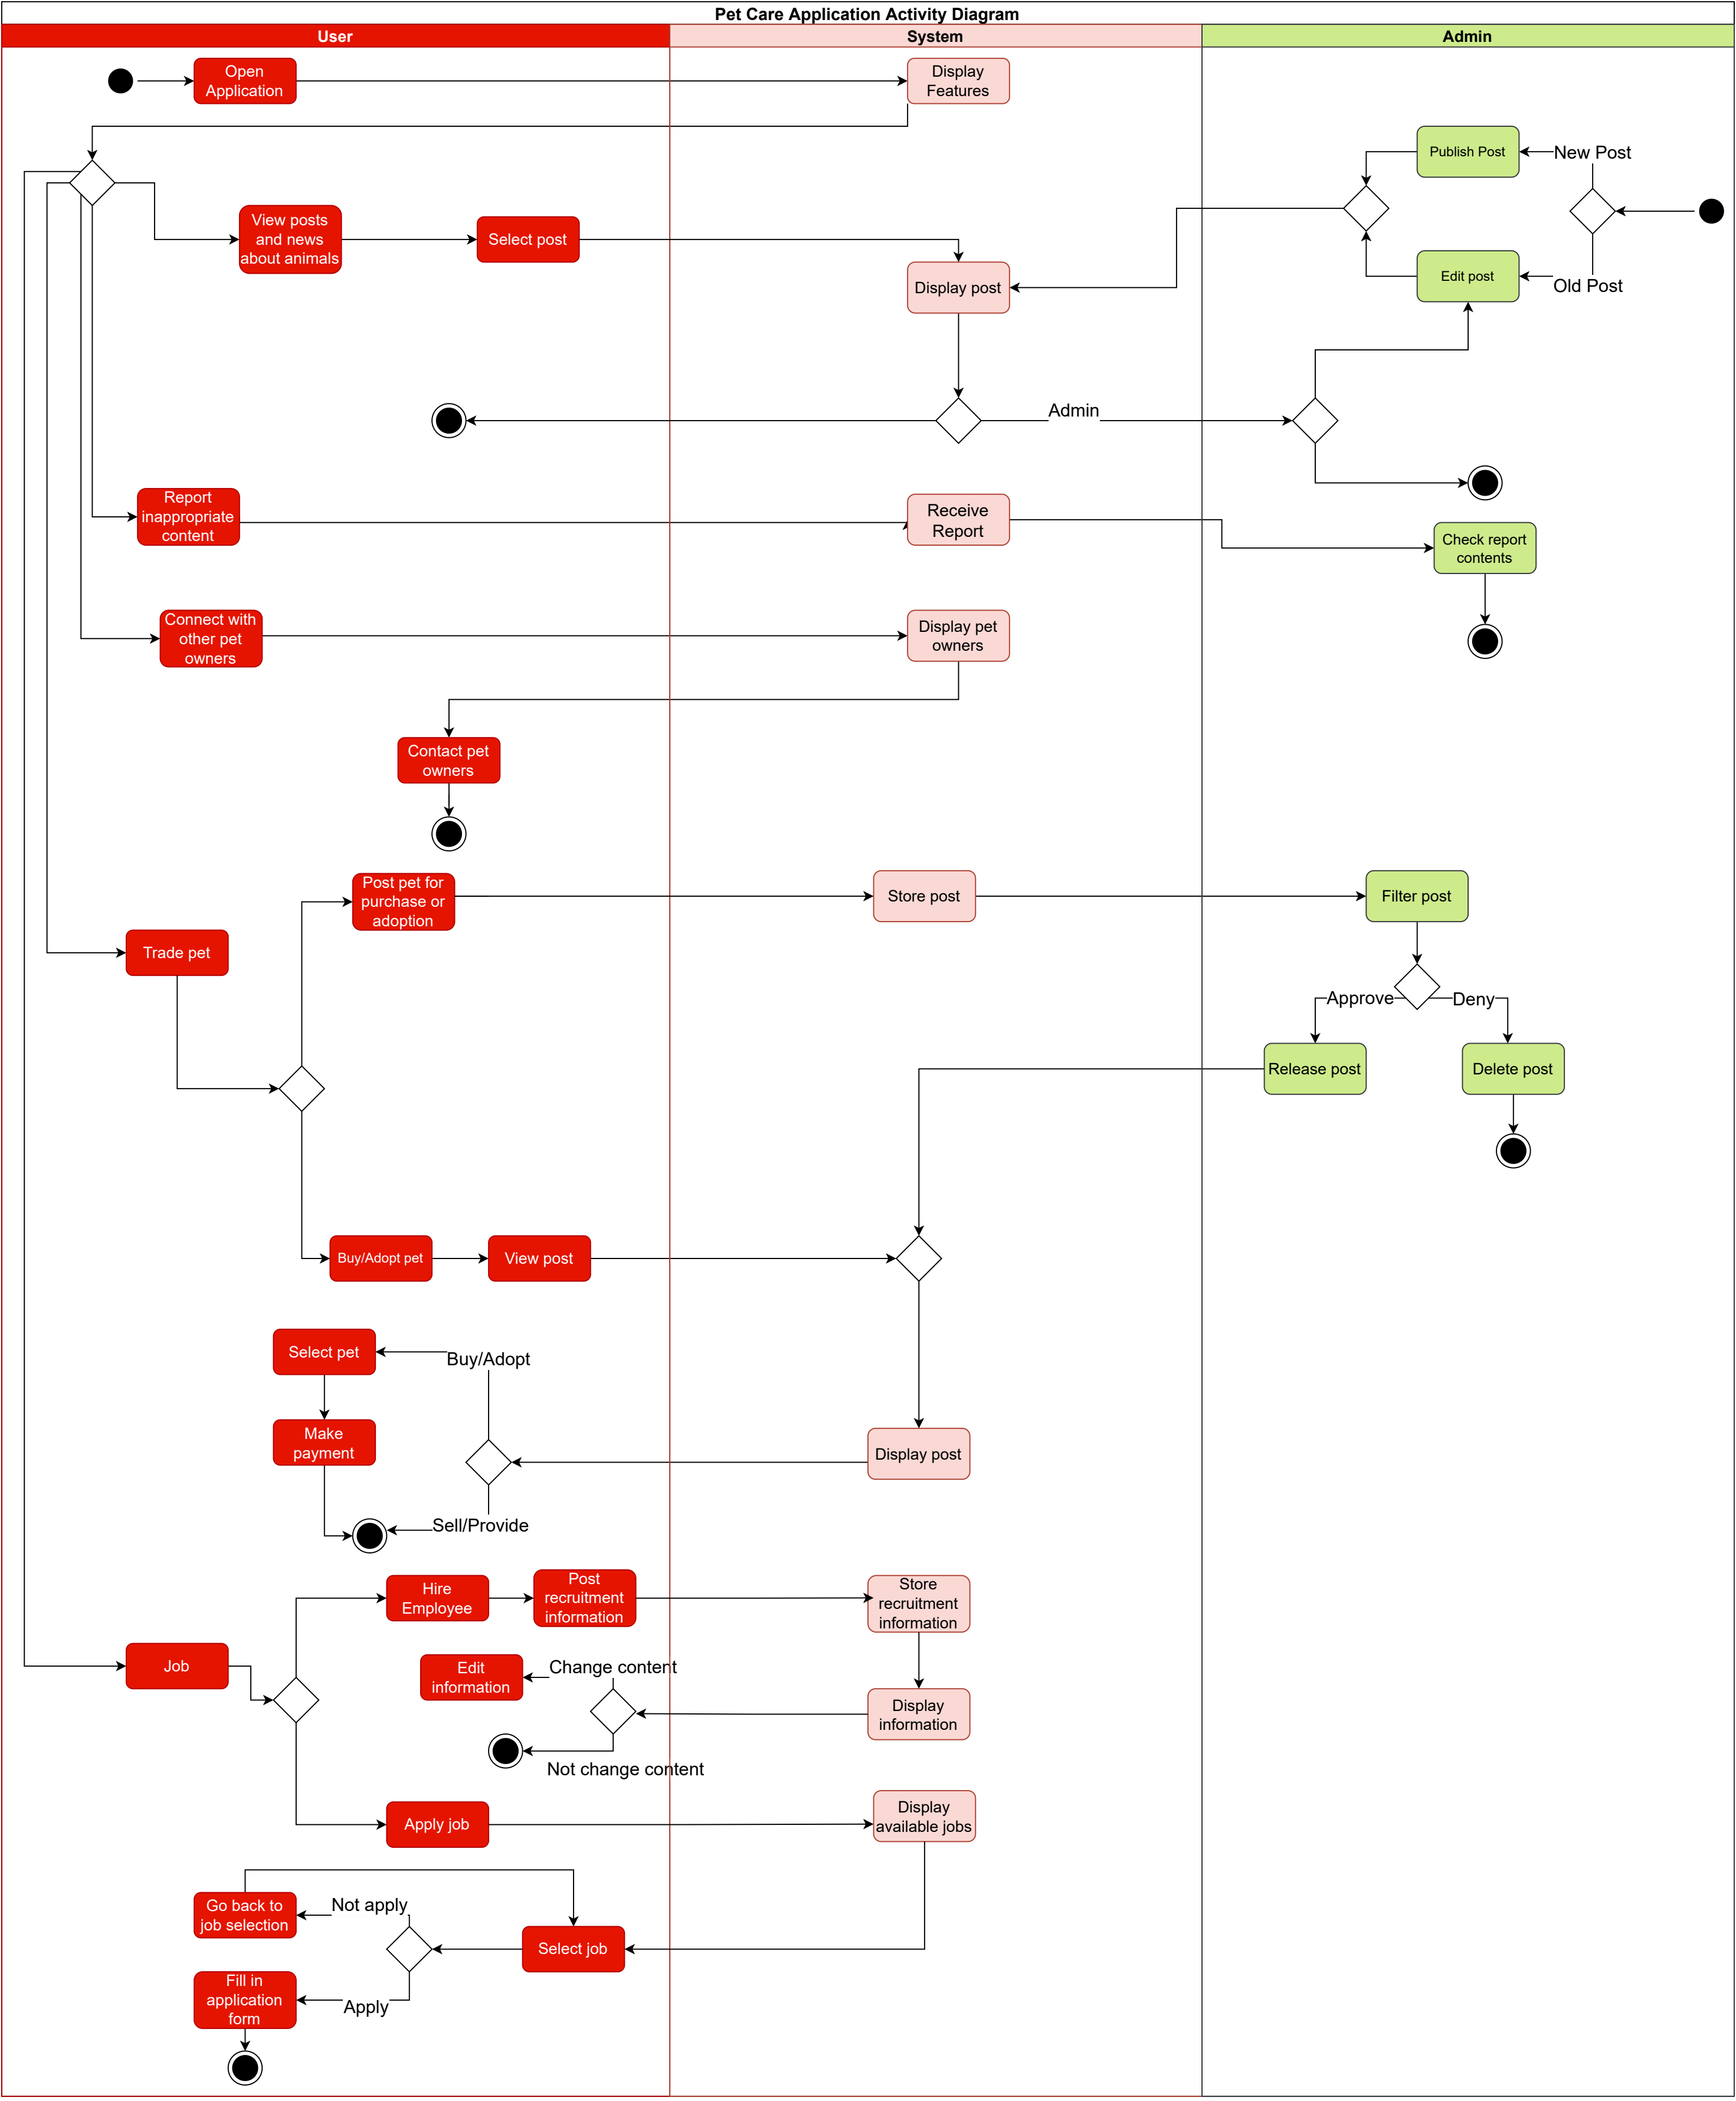 Pet Care Application Activity Diagram
User
System
Admin
Open
Application
Display
Features
Publish Post
New Post
View posts
and news
about animals
Select post
Display post
Edit post
Old Post
Admin
Report
inappropriate
content
Receive
Report
Check report
contents
Connect with
other pet
owners
Display pet
owners
Contact pet
owners
Post pet for
purchase or
adoption
Store post
Filter post
Trade pet
Approve
Deny
Release post
Delete post
Buy/Adopt pet
View post
Select pet
Buy/Adopt
Make
payment
Display post
Sell/Provide
Hire
Employee
Post
recruitment
information
Store
recruitment
information
Job
Edit
information
Change content
Display
information
Not change content
Apply job
Display
available jobs
Go back to
job selection
Not apply
Select job
Fill in
application
form
Apply